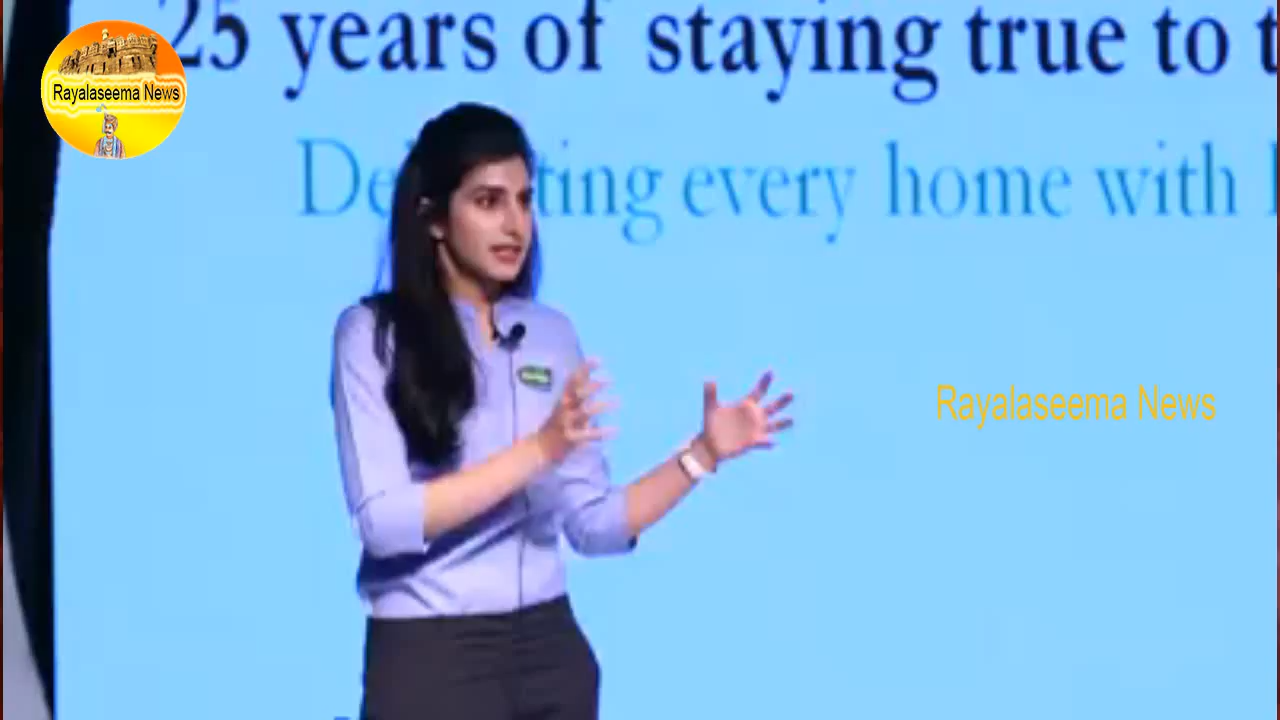 25 years of staying true to t
Rayalaseema News
ting every home with
Rayalaseema News